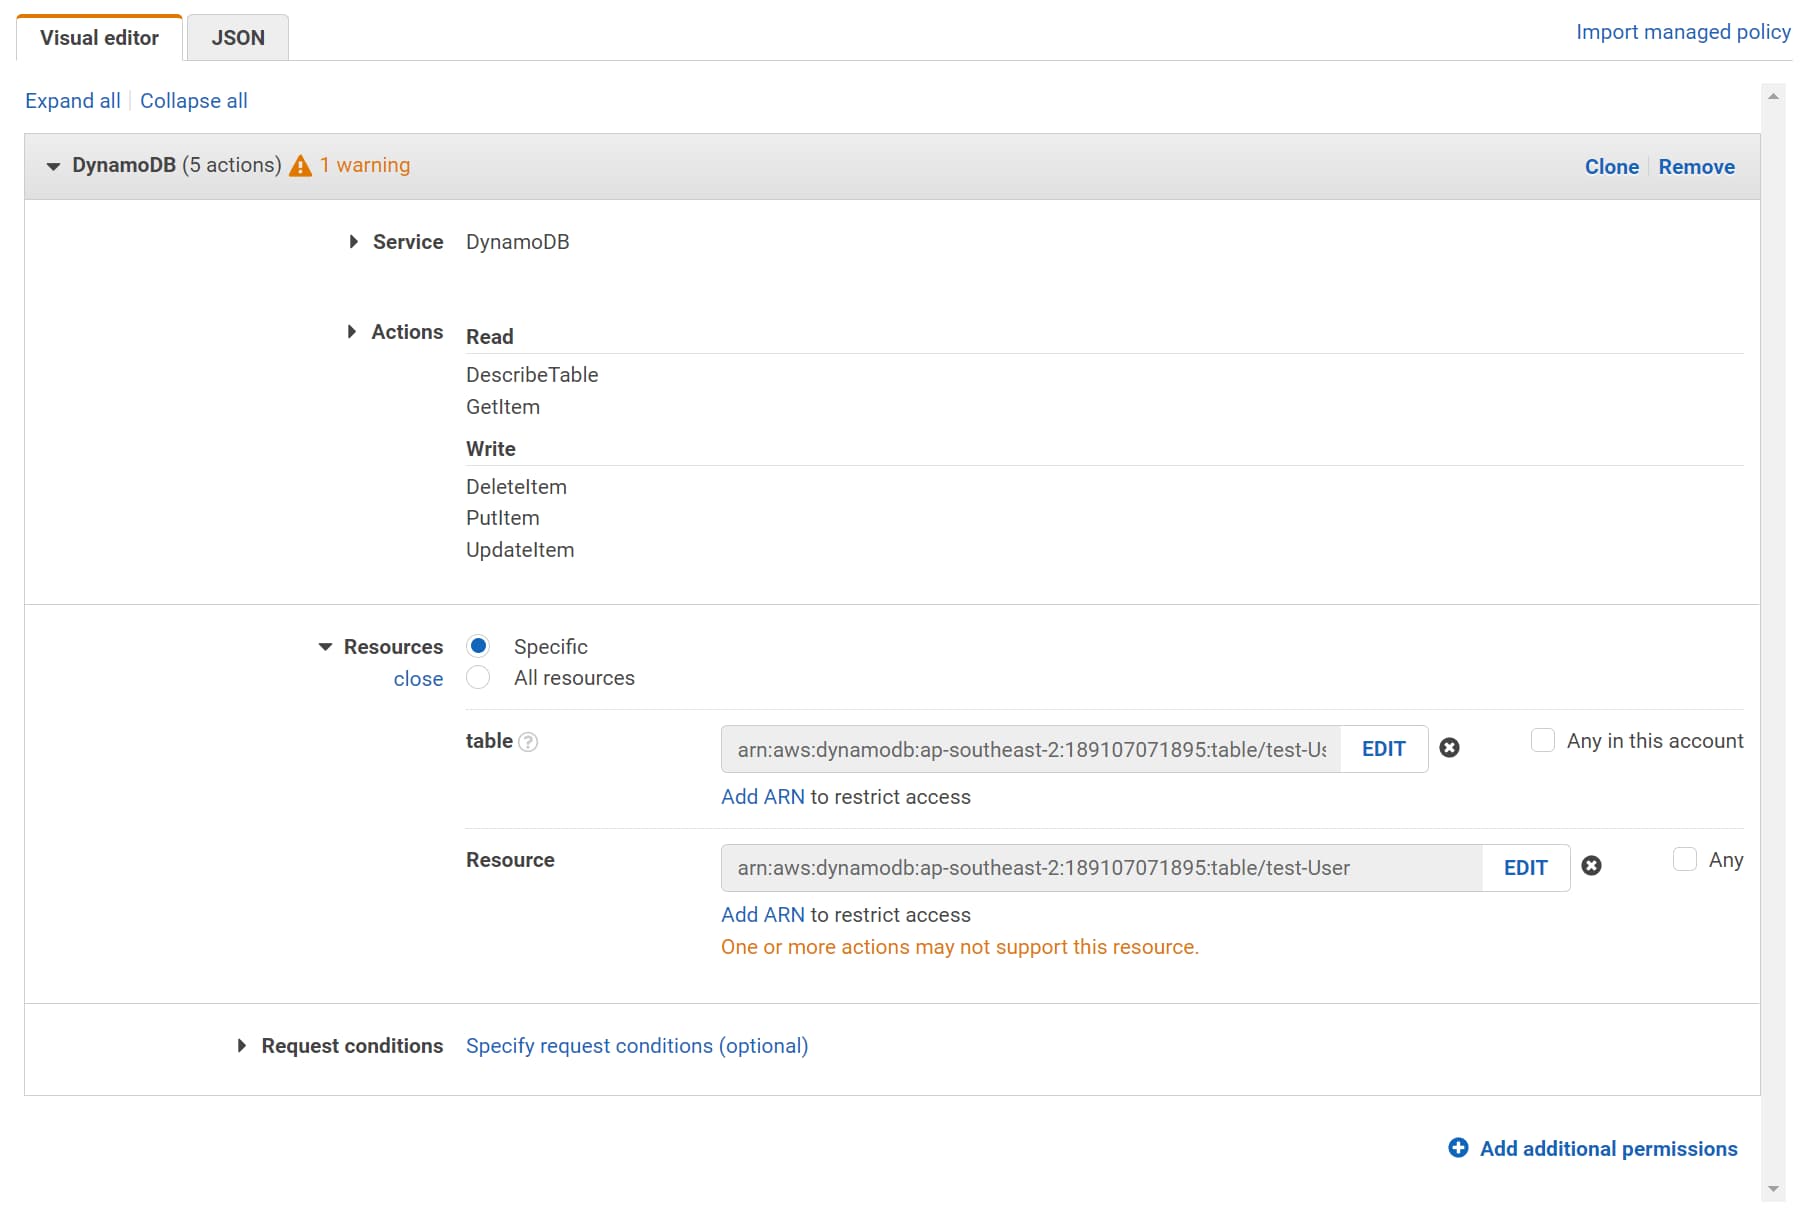 Visual editor JSON Import managed policy
Expand all Collapse all
DynamoDB (5 actions) 1 warning Clone Remove
Service DynamoDB
Actions Read
DescribeTable
GetItem
Write
DeleteItem
PutItem
UpdateItem
Resources Specific
close All resources
table ? arn:aws:dynamodb:ap-southeast-2:189107071895:table/test-Us EDIT Any in this account
Add ARN to restrict access
Resource arn:aws:dynamodb:ap-southeast-2:189107071895:table/test-User EDIT Any
Add ARN to restrict access
One or more actions may not support this resource.
Request conditions Specify request conditions (optional)
Add additional permissions